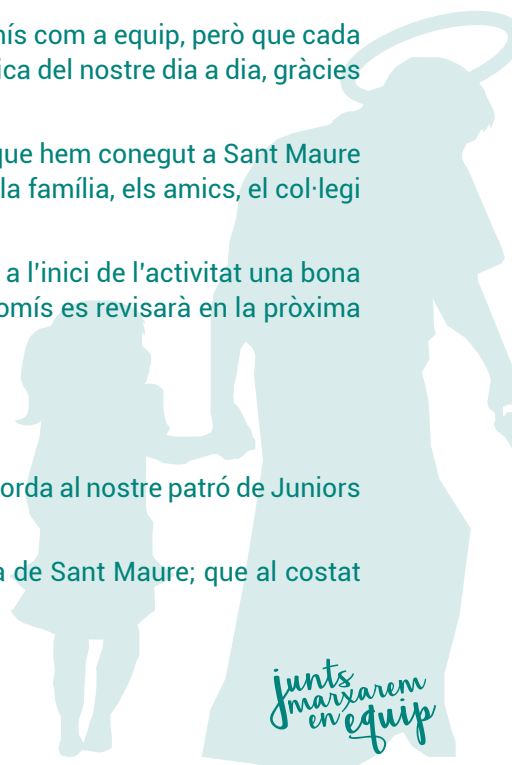 nís com a equip, però que cada
ica del nostre dia a dia, gràcies
que hem conegut a Sant Maure
la família, els amics, el col·legi
a l'inici de l'activitat una bona
omís es revisarà en la pròxima
orda al nostre patró de Juniors
a de Sant Maure; que al costat
junts
marxarem
en equip